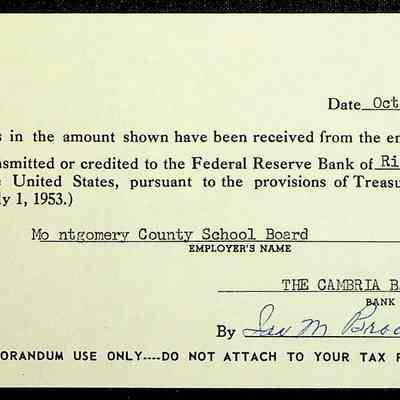 Date Oct
s in the amount shown have been received from the em
nsmitted or credited to the Federal Reserve Bank of Ri
e United States, pursuant to the provisions of Treasu
ly 1, 1953.)
Mo ntgomery County School Board
EMPLOYER'S NAME
THE CAMBRIA B
BANK
By M
ORANDUM USE ONLY----DO NOT ATTACH TO YOUR TAX